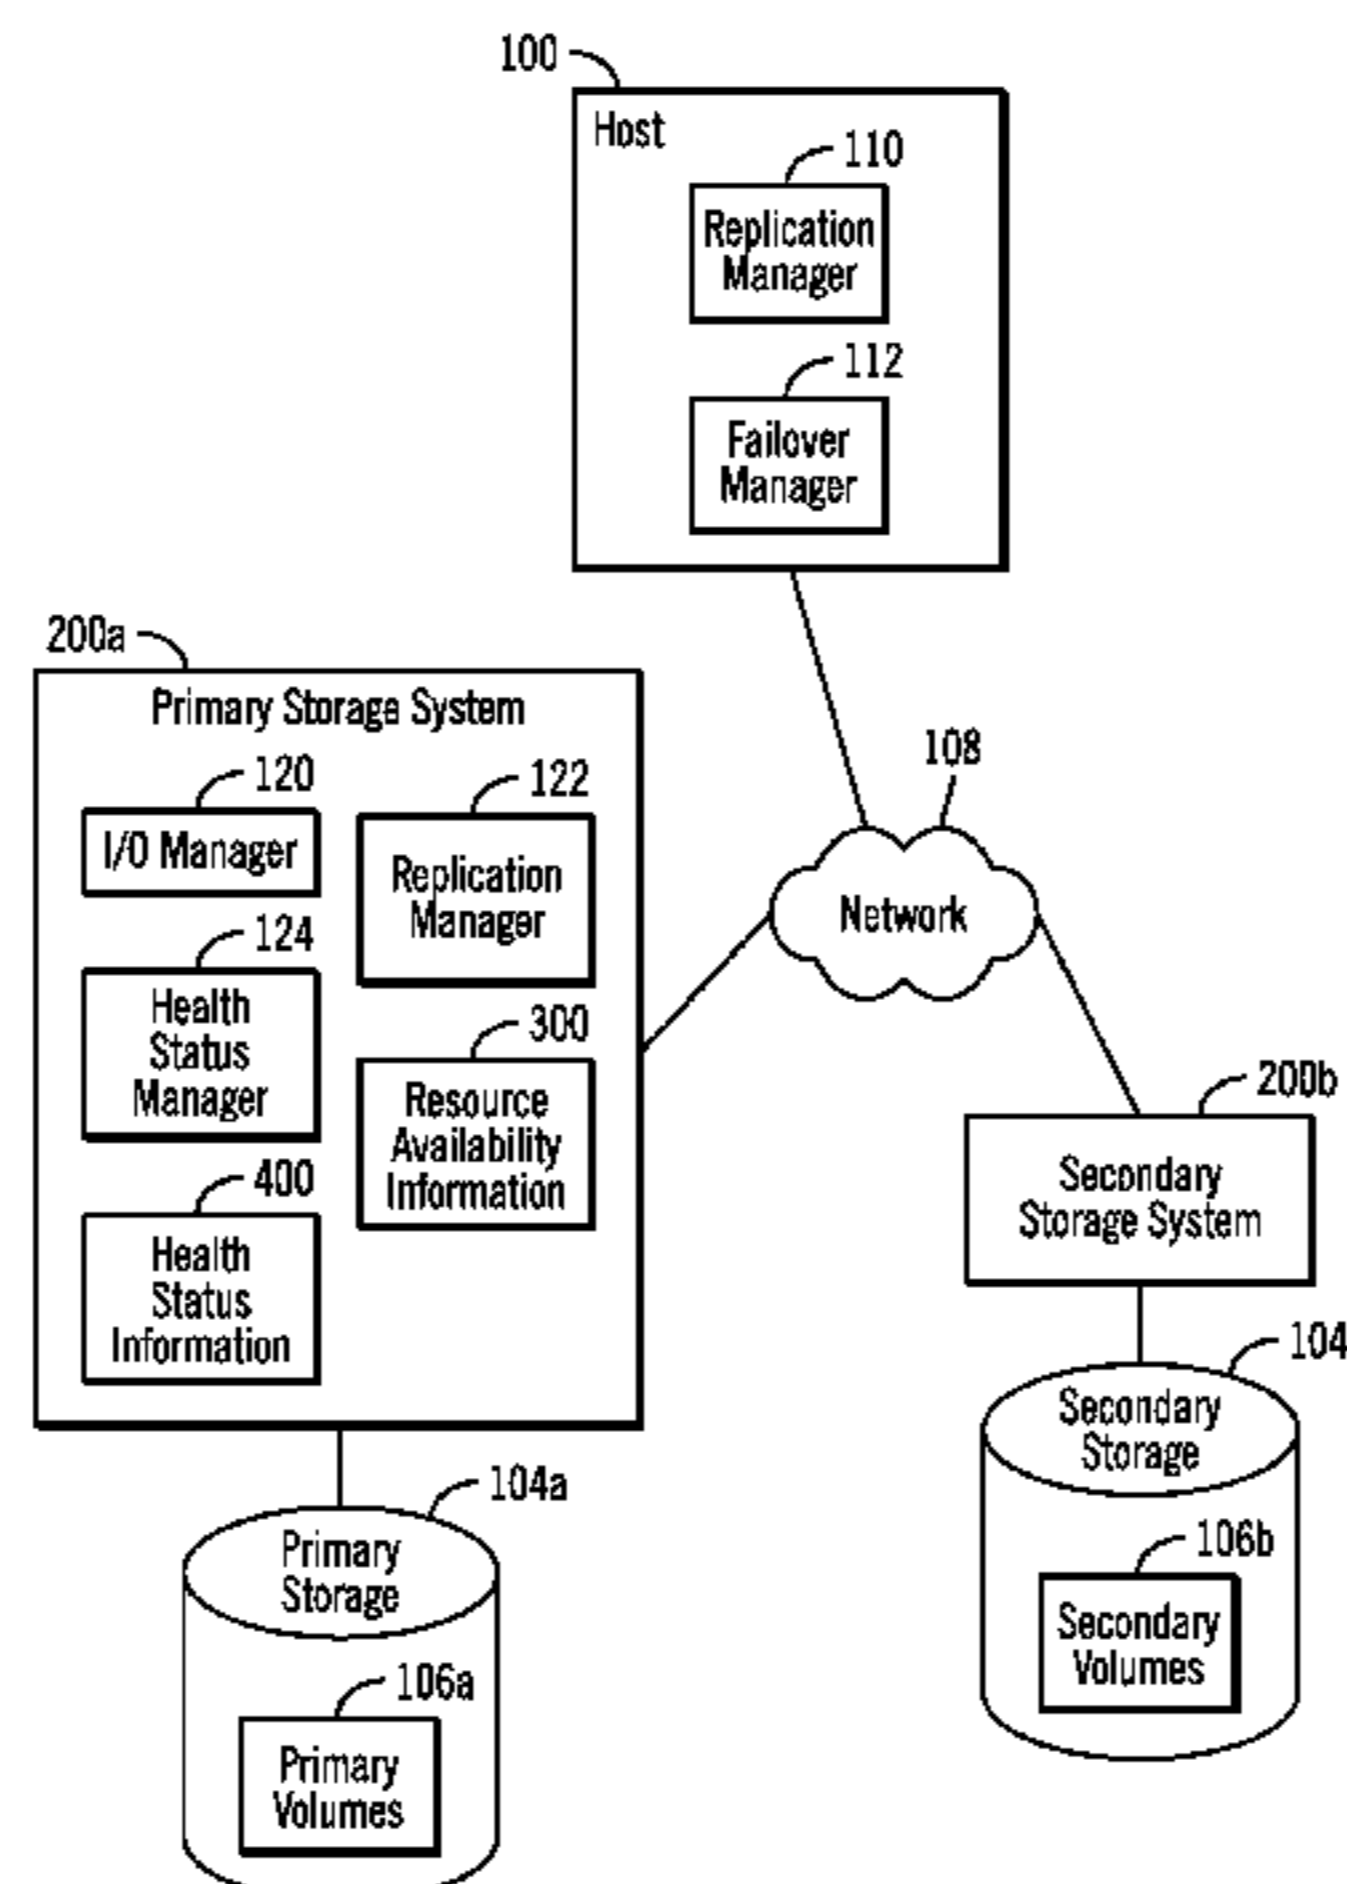 100
Host
110
Replication
Manager
112
Failover
Manager
200a
Primary Storage System
120
I/O Manager
122
Replication
Manager
124
Health
Status
Manager
300
Resource
Availability
Information
400
Health
Status
Information
108
Network
200b
Secondary
Storage System
104
Secondary
Storage
106b
Secondary
Volumes
104a
Primary
Storage
106a
Primary
Volumes